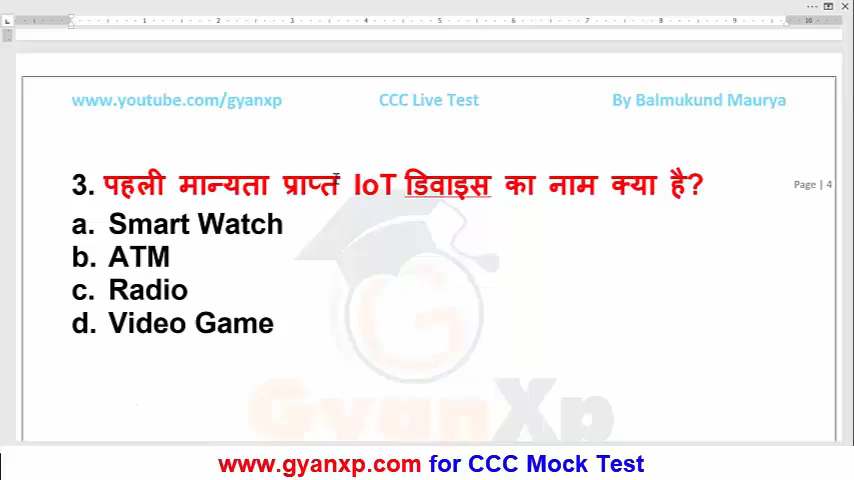 www.youtube.com/gyanxp CCC Live Test By Balmukund Maurya
3. पहली मान्यता प्राप्त IoT डिवाइस का नाम क्या है?
Page | 4
a. Smart Watch
b. ATM
c. Radio
d. Video Game
GyanXp
www.gyanxp.com for CCC Mock Test